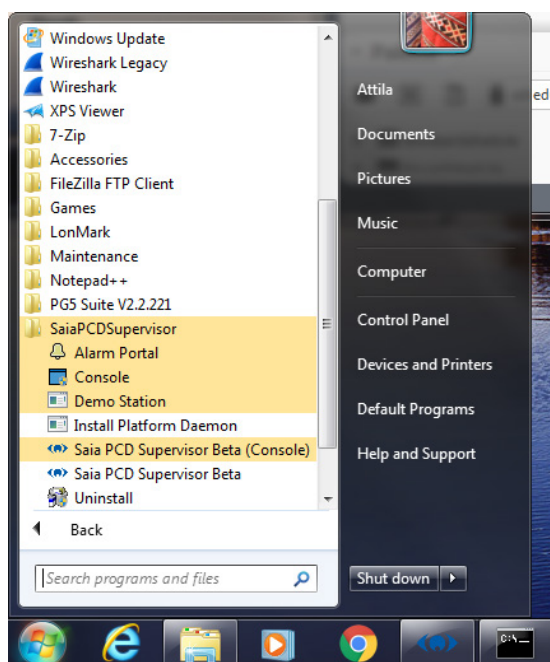 Windows Update
Wireshark Legacy
Wireshark
XPS Viewer
7-Zip
Accessories
FileZilla FTP Client
Games
LonMark
Maintenance
Notepad++
PG5 Suite V2.2.221
SaiaPCDSupervisor
Alarm Portal
Console
Demo Station
Install Platform Daemon
Saia PCD Supervisor Beta (Console)
Saia PCD Supervisor Beta
Uninstall
Back
Search programs and files
Attila
Documents
Pictures
Music
Computer
Control Panel
Devices and Printers
Default Programs
Help and Support
Shut down
ed
C:\